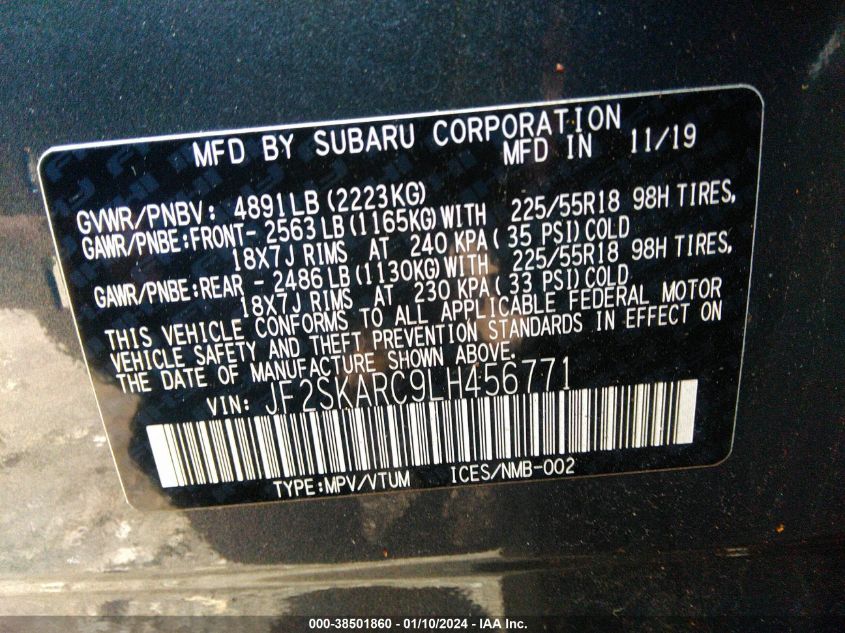 MFD BY SUBARU CORPORATION
MFD IN 11/19
GVWR/PNBV: 4891LB (2223KG)
GAWR/PNBE:FRONT- 2563 LB (1165KG) WITH 225/55R18 98H TIRES,
18X7J RIMS AT 240 KPA ( 35 PSI) COLD
GAWR/PNBE:REAR - 2486 LB (1130KG) WITH 225/55R18 98H TIRES,
18X7J RIMS AT 230 KPA ( 33 PSI) COLD
THIS VEHICLE CONFORMS TO ALL APPLICABLE FEDERAL MOTOR
VEHICLE SAFETY AND THEFT PREVENTION STANDARDS IN EFFECT ON
THE DATE OF MANUFACTURE SHOWN ABOVE.
VIN: JF2SKARC9LH456771
TYPE:MPV/VTUM ICES/NMB-002
000-38501860 - 01/10/2024 - IAA Inc.